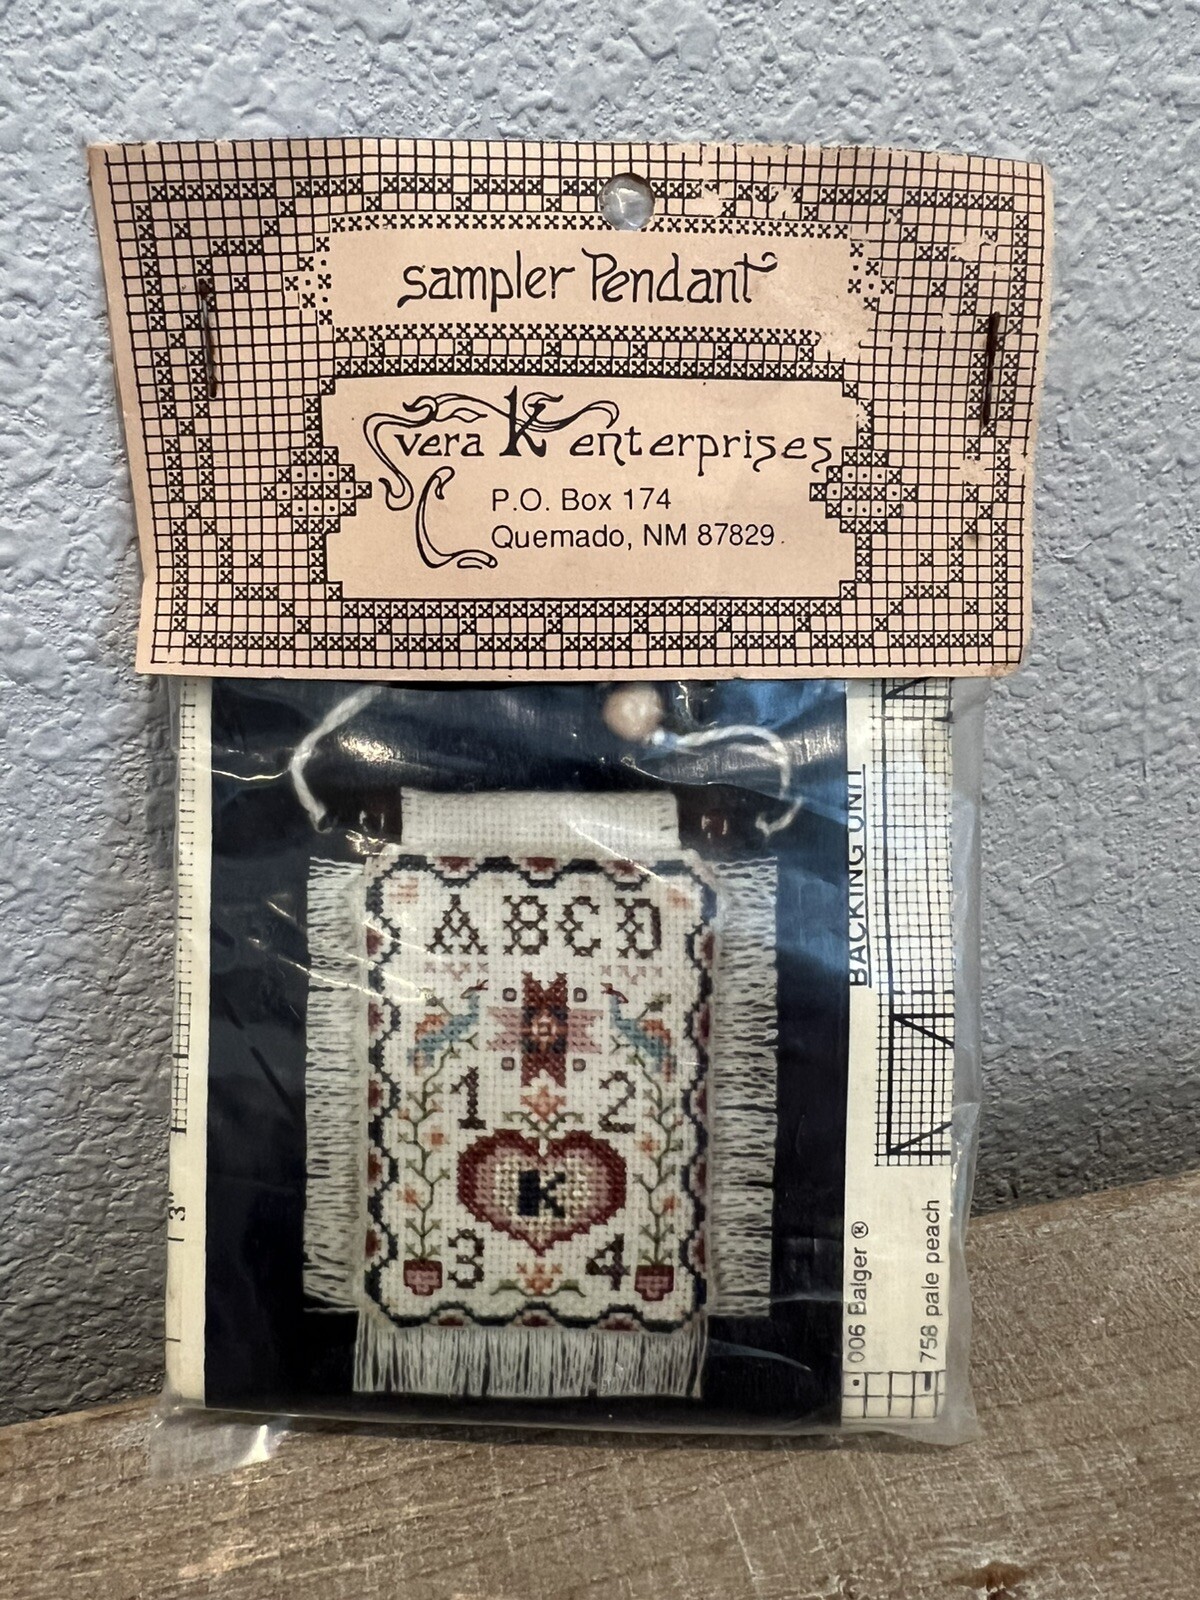 sampler Pendant
vera K enterprises
P.O. Box 174
Quemado, NM 87829.
BACKING UNIT
ABCD
1 2
K
3 4
3"
006 Balger ®
758 pale peach